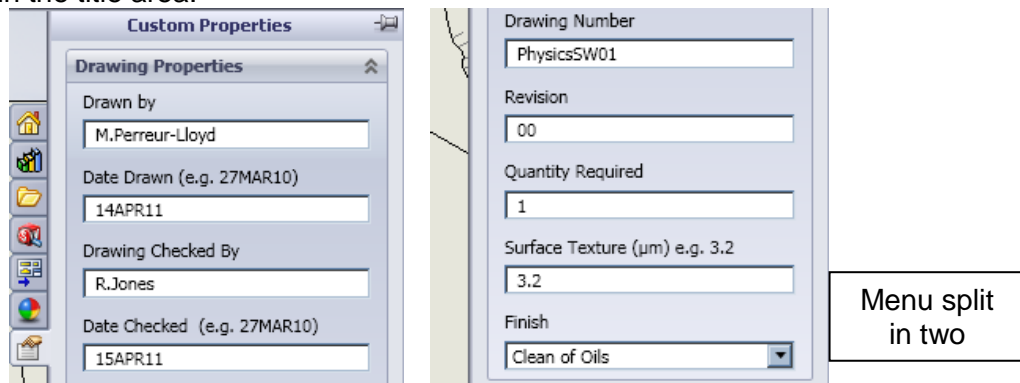 in the title area.
Custom Properties
Drawing Properties
Drawn by
M.Perreur-Lloyd
Date Drawn (e.g. 27MAR10)
14APR11
Drawing Checked By
R.Jones
Date Checked (e.g. 27MAR10)
15APR11
Drawing Number
PhysicsSW01
Revision
00
Quantity Required
1
Surface Texture (µm) e.g. 3.2
3.2
Finish
Clean of Oils
Menu split
in two